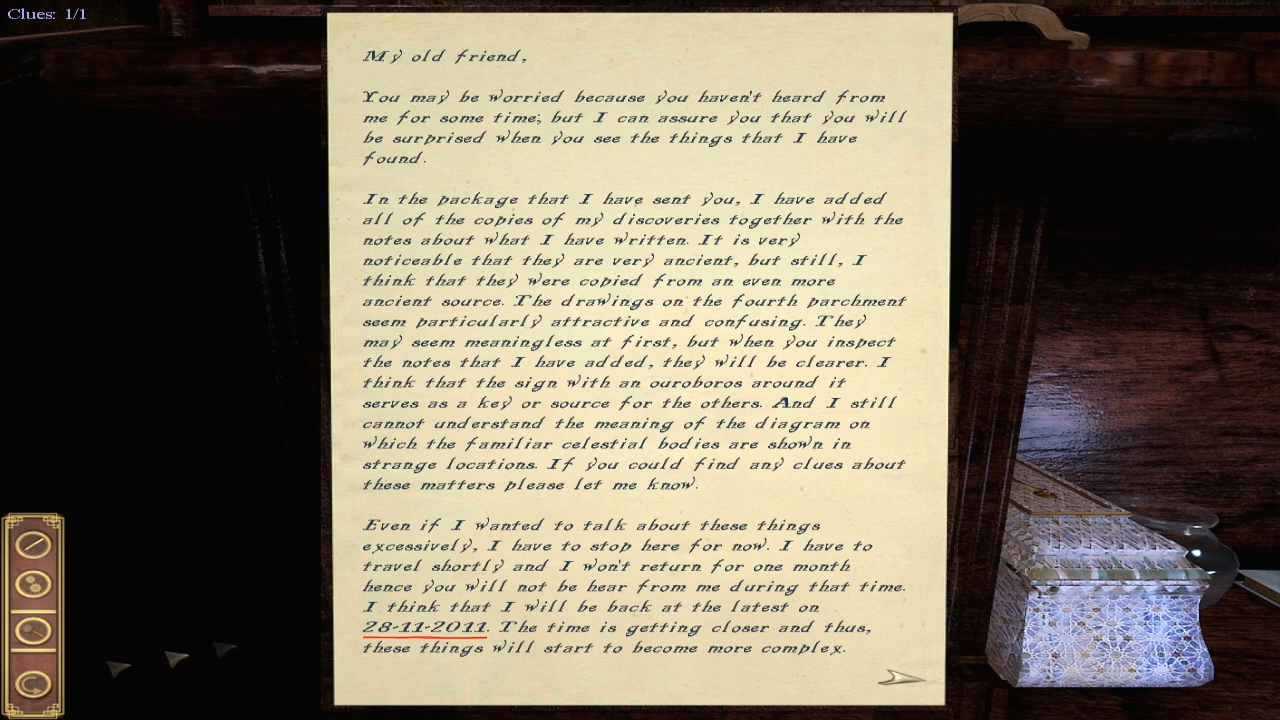 Clues: 1/1
My old friend,
You may be worried because you haven't heard from
me for some time; but I can assure you that you will
be surprised when you see the things that I have
found.
In the package that I have sent you, I have added
all of the copies of my discoveries together with the
notes about what I have written. It is very
noticeable that they are very ancient, but still, I
think that they were copied from an even more
ancient source. The drawings on the fourth parchment
seem particularly attractive and confusing. They
may seem meaningless at first, but when you inspect
the notes that I have added, they will be clearer. I
think that the sign with an ouroboros around it
serves as a key or source for the others. And I still
cannot understand the meaning of the diagram on
which the familiar celestial bodies are shown in
strange locations. If you could find any clues about
these matters please let me know.
Even if I wanted to talk about these things
excessively, I have to stop here for now. I have to
travel shortly and I won't return for one month
hence you will not be hear from me during that time.
I think that I will be back at the latest on
28-11-2011. The time is getting closer and thus,
these things will start to become more complex.